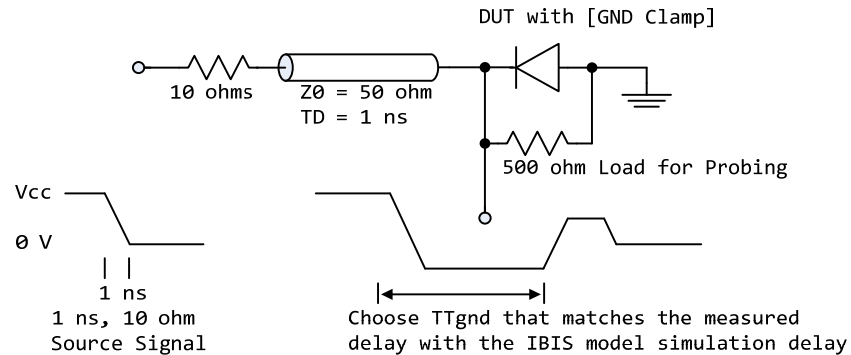 DUT with [GND Clamp]
10 ohms
Z0 = 50 ohm
TD = 1 ns
500 ohm Load for Probing
Vcc
0 V
1 ns
1 ns, 10 ohm
Source Signal
Choose TTgnd that matches the measured
delay with the IBIS model simulation delay